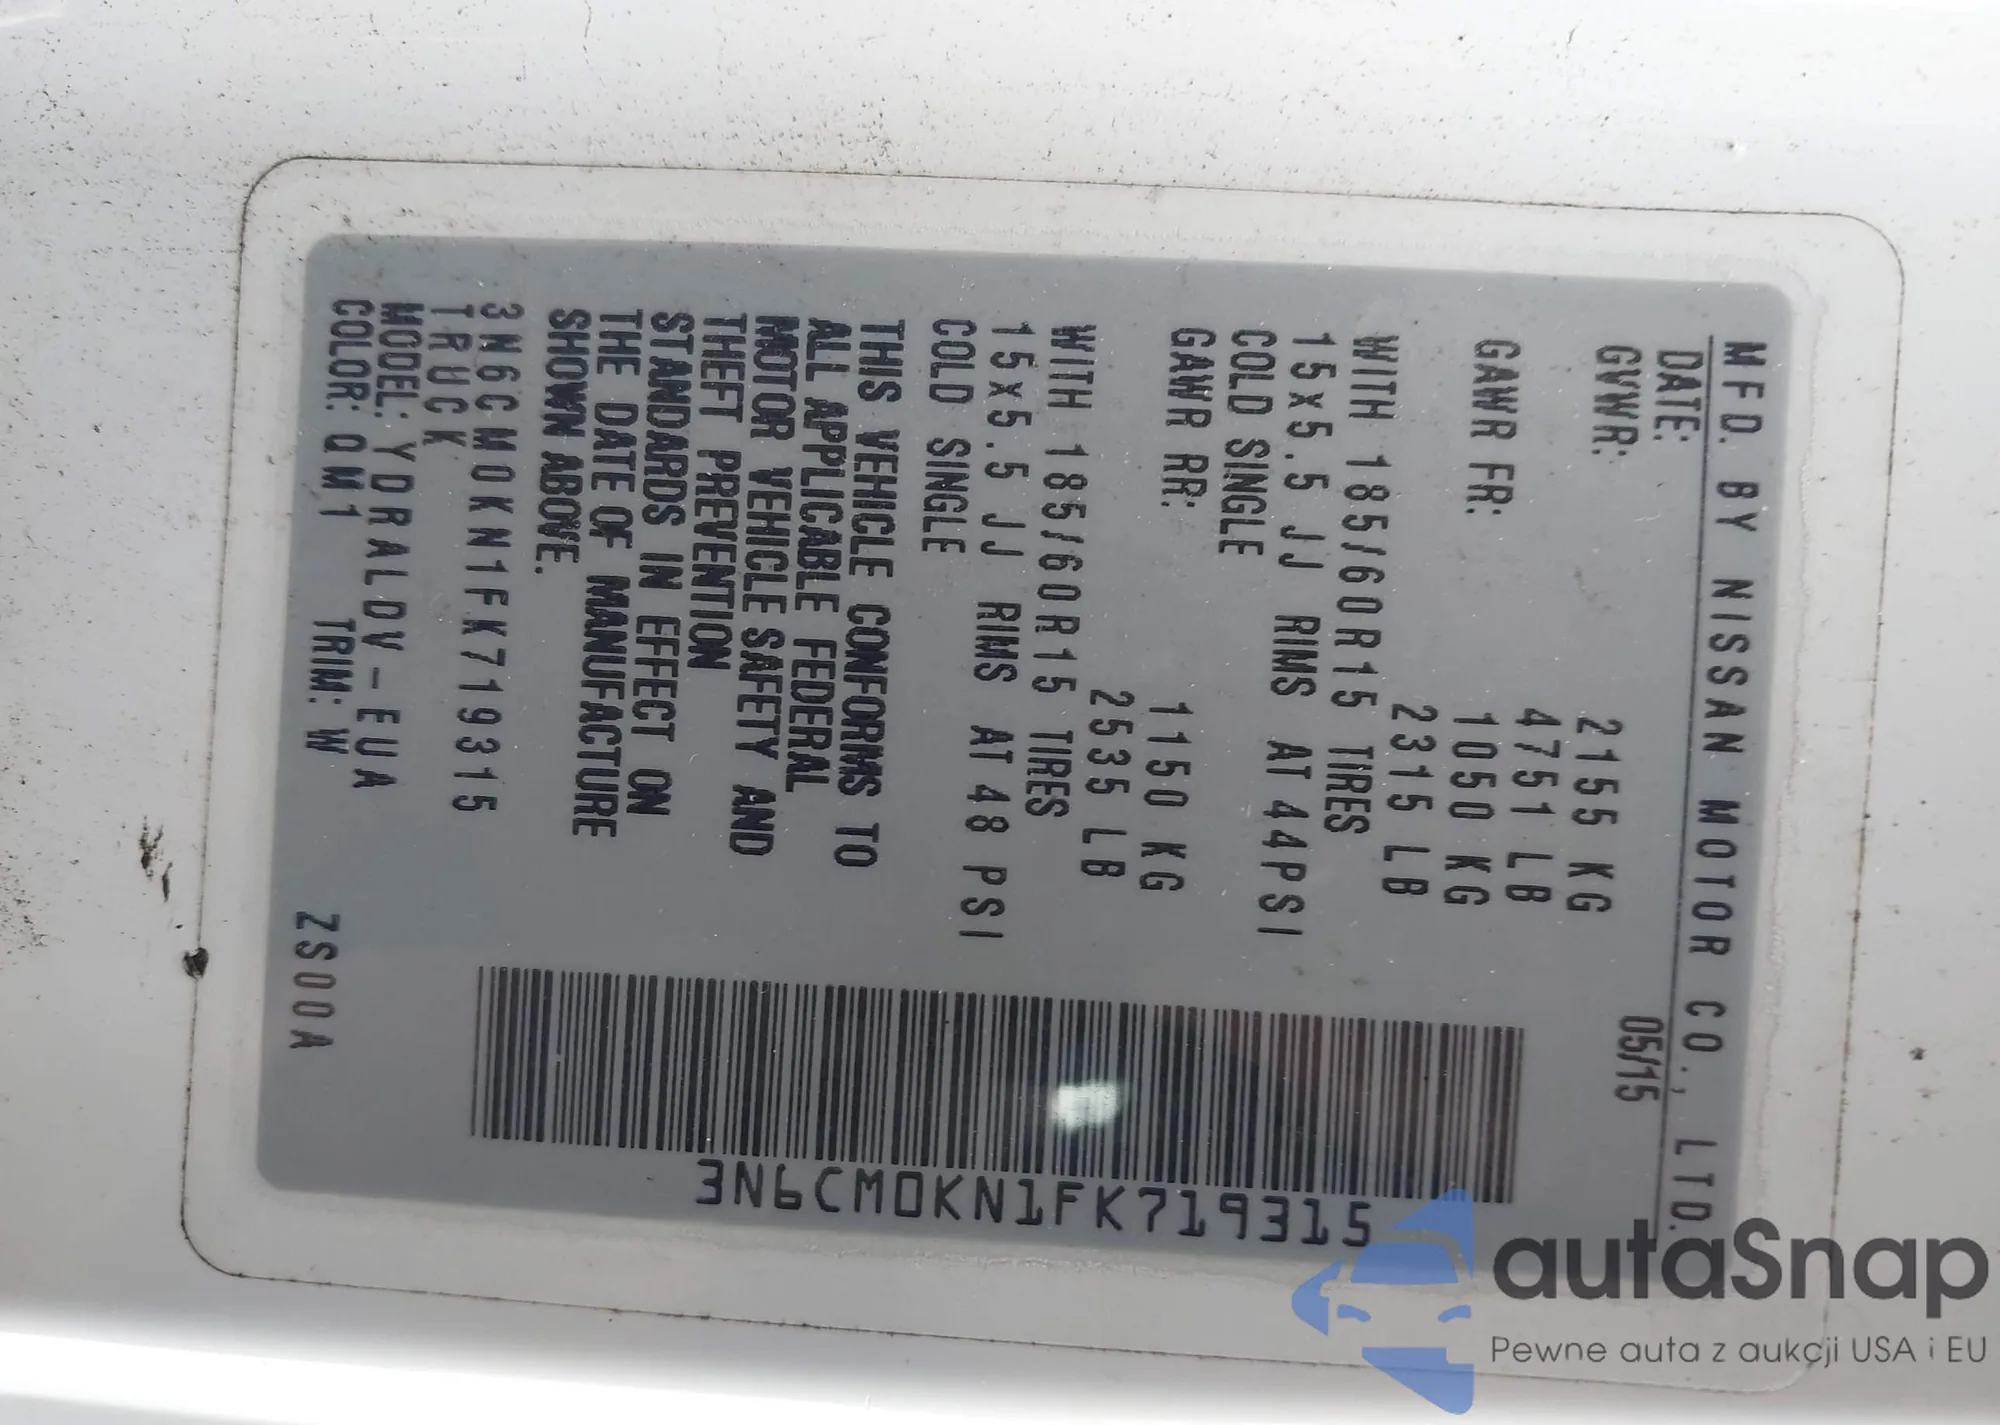 MFD. BY NISSAN MOTOR CO., LTD.
DATE: 05/15
GVWR: 2155 KG
4751 LB
GAWR FR: 1050 KG
2315 LB
WITH 185/60R15 TIRES
15x5.5 JJ RIMS AT 44PSI
COLD SINGLE
GAWR RR: 1150 KG
2535 LB
WITH 185/60R15 TIRES
15x5.5 JJ RIMS AT 48 PSI
COLD SINGLE
THIS VEHICLE CONFORMS TO
ALL APPLICABLE FEDERAL
MOTOR VEHICLE SAFETY AND
THEFT PREVENTION
STANDARDS IN EFFECT ON
THE DATE OF MANUFACTURE
SHOWN ABOVE.
3N6CM0KN1FK719315
TRUCK
MODEL: YDRALDV-EUA
COLOR: QM1 TRIM: W ZS00A
3N6CM0KN1FK719315
autaSnap
Pewne auta z aukcji USA i EU